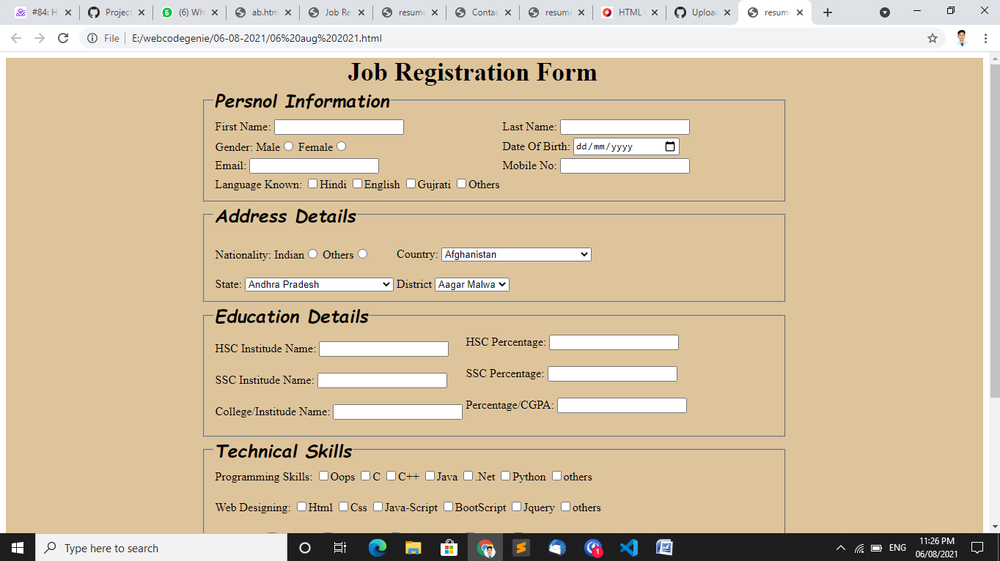 #84: H
Project
(6) Wha
ab.htm
Job Re
resume
Contac
resume
HTML
Upload
resume
File E:/webcodegenie/06-08-2021/06%20aug%202021.html
Job Registration Form
Persnol Information
First Name: Last Name:
Gender: Male Female Date Of Birth: dd/mm/yyyy
Email: Mobile No:
Language Known: Hindi English Gujrati Others
Address Details
Nationality: Indian Others Country: Afghanistan
State: Andhra Pradesh District Aagar Malwa
Education Details
HSC Institude Name: HSC Percentage:
SSC Institude Name: SSC Percentage:
College/Institude Name: Percentage/CGPA:
Technical Skills
Programming Skills: Oops C C++ Java .Net Python others
Web Designing: Html Css Java-Script BootScript Jquery others
Type here to search
1
ENG
11:26 PM
06/08/2021